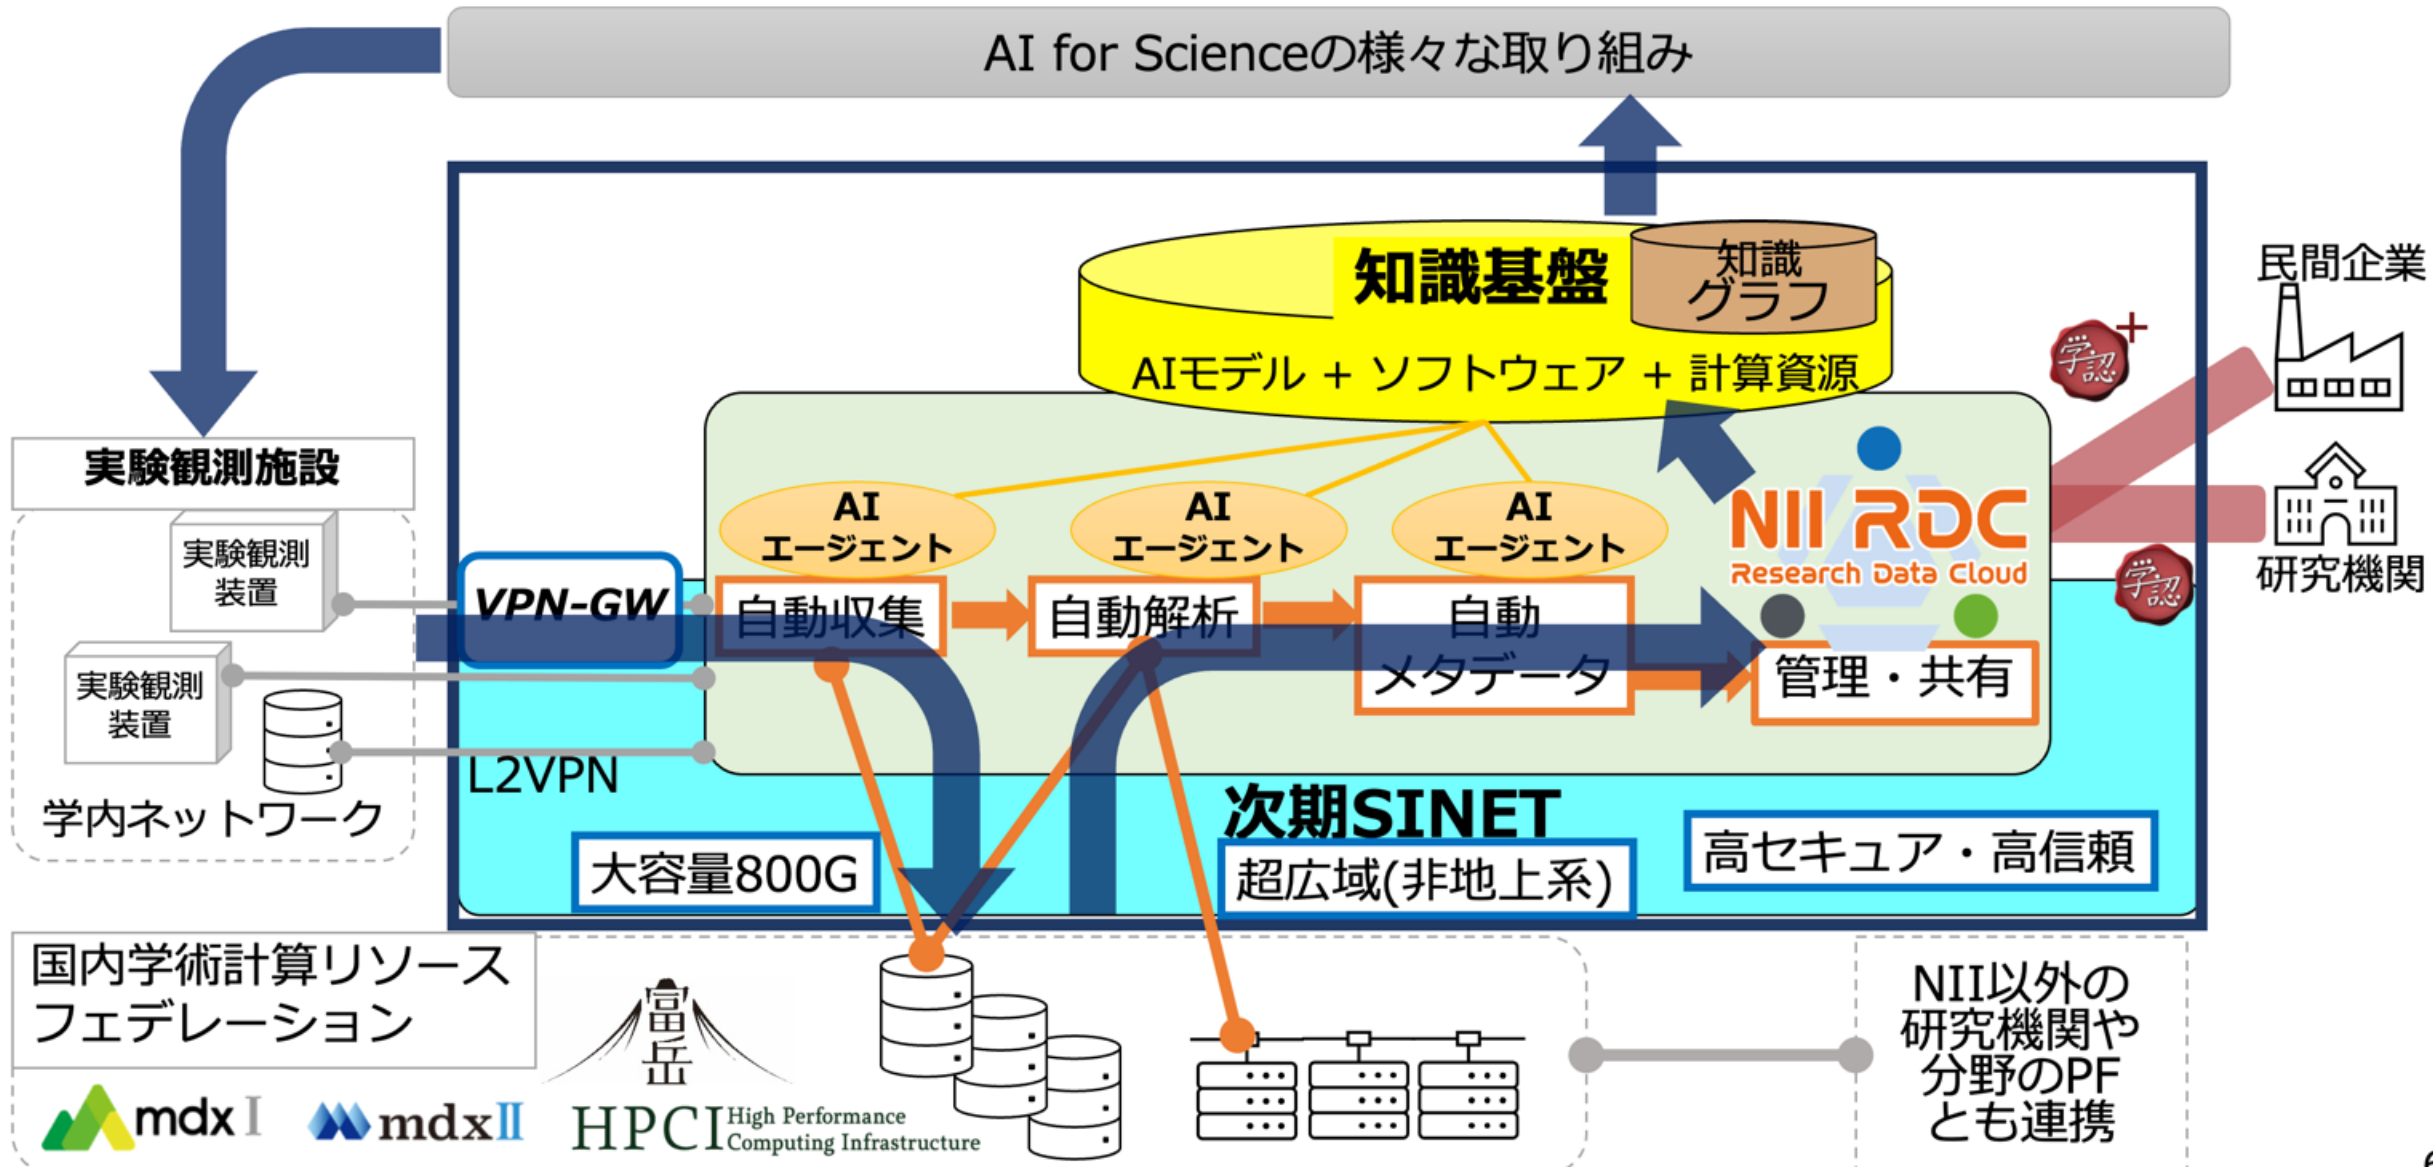 AI for Scienceの様々な取り組み
知識基盤
知識
グラフ
AIモデル + ソフトウェア + 計算資源
民間企業
学認
+
実験観測施設
実験観測
装置
AI
エージェント
AI
エージェント
AI
エージェント
NII RDC
Research Data Cloud
研究機関
学認
VPN-GW
自動収集
自動解析
自動
メタデータ
管理・共有
実験観測
装置
学内ネットワーク
L2VPN
次期SINET
大容量800G
超広域(非地上系)
高セキュア・高信頼
国内学術計算リソース
フェデレーション
富
岳
mdx I
mdx II
HPCI
High Performance
Computing Infrastructure
NII以外の
研究機関や
分野のPF
とも連携